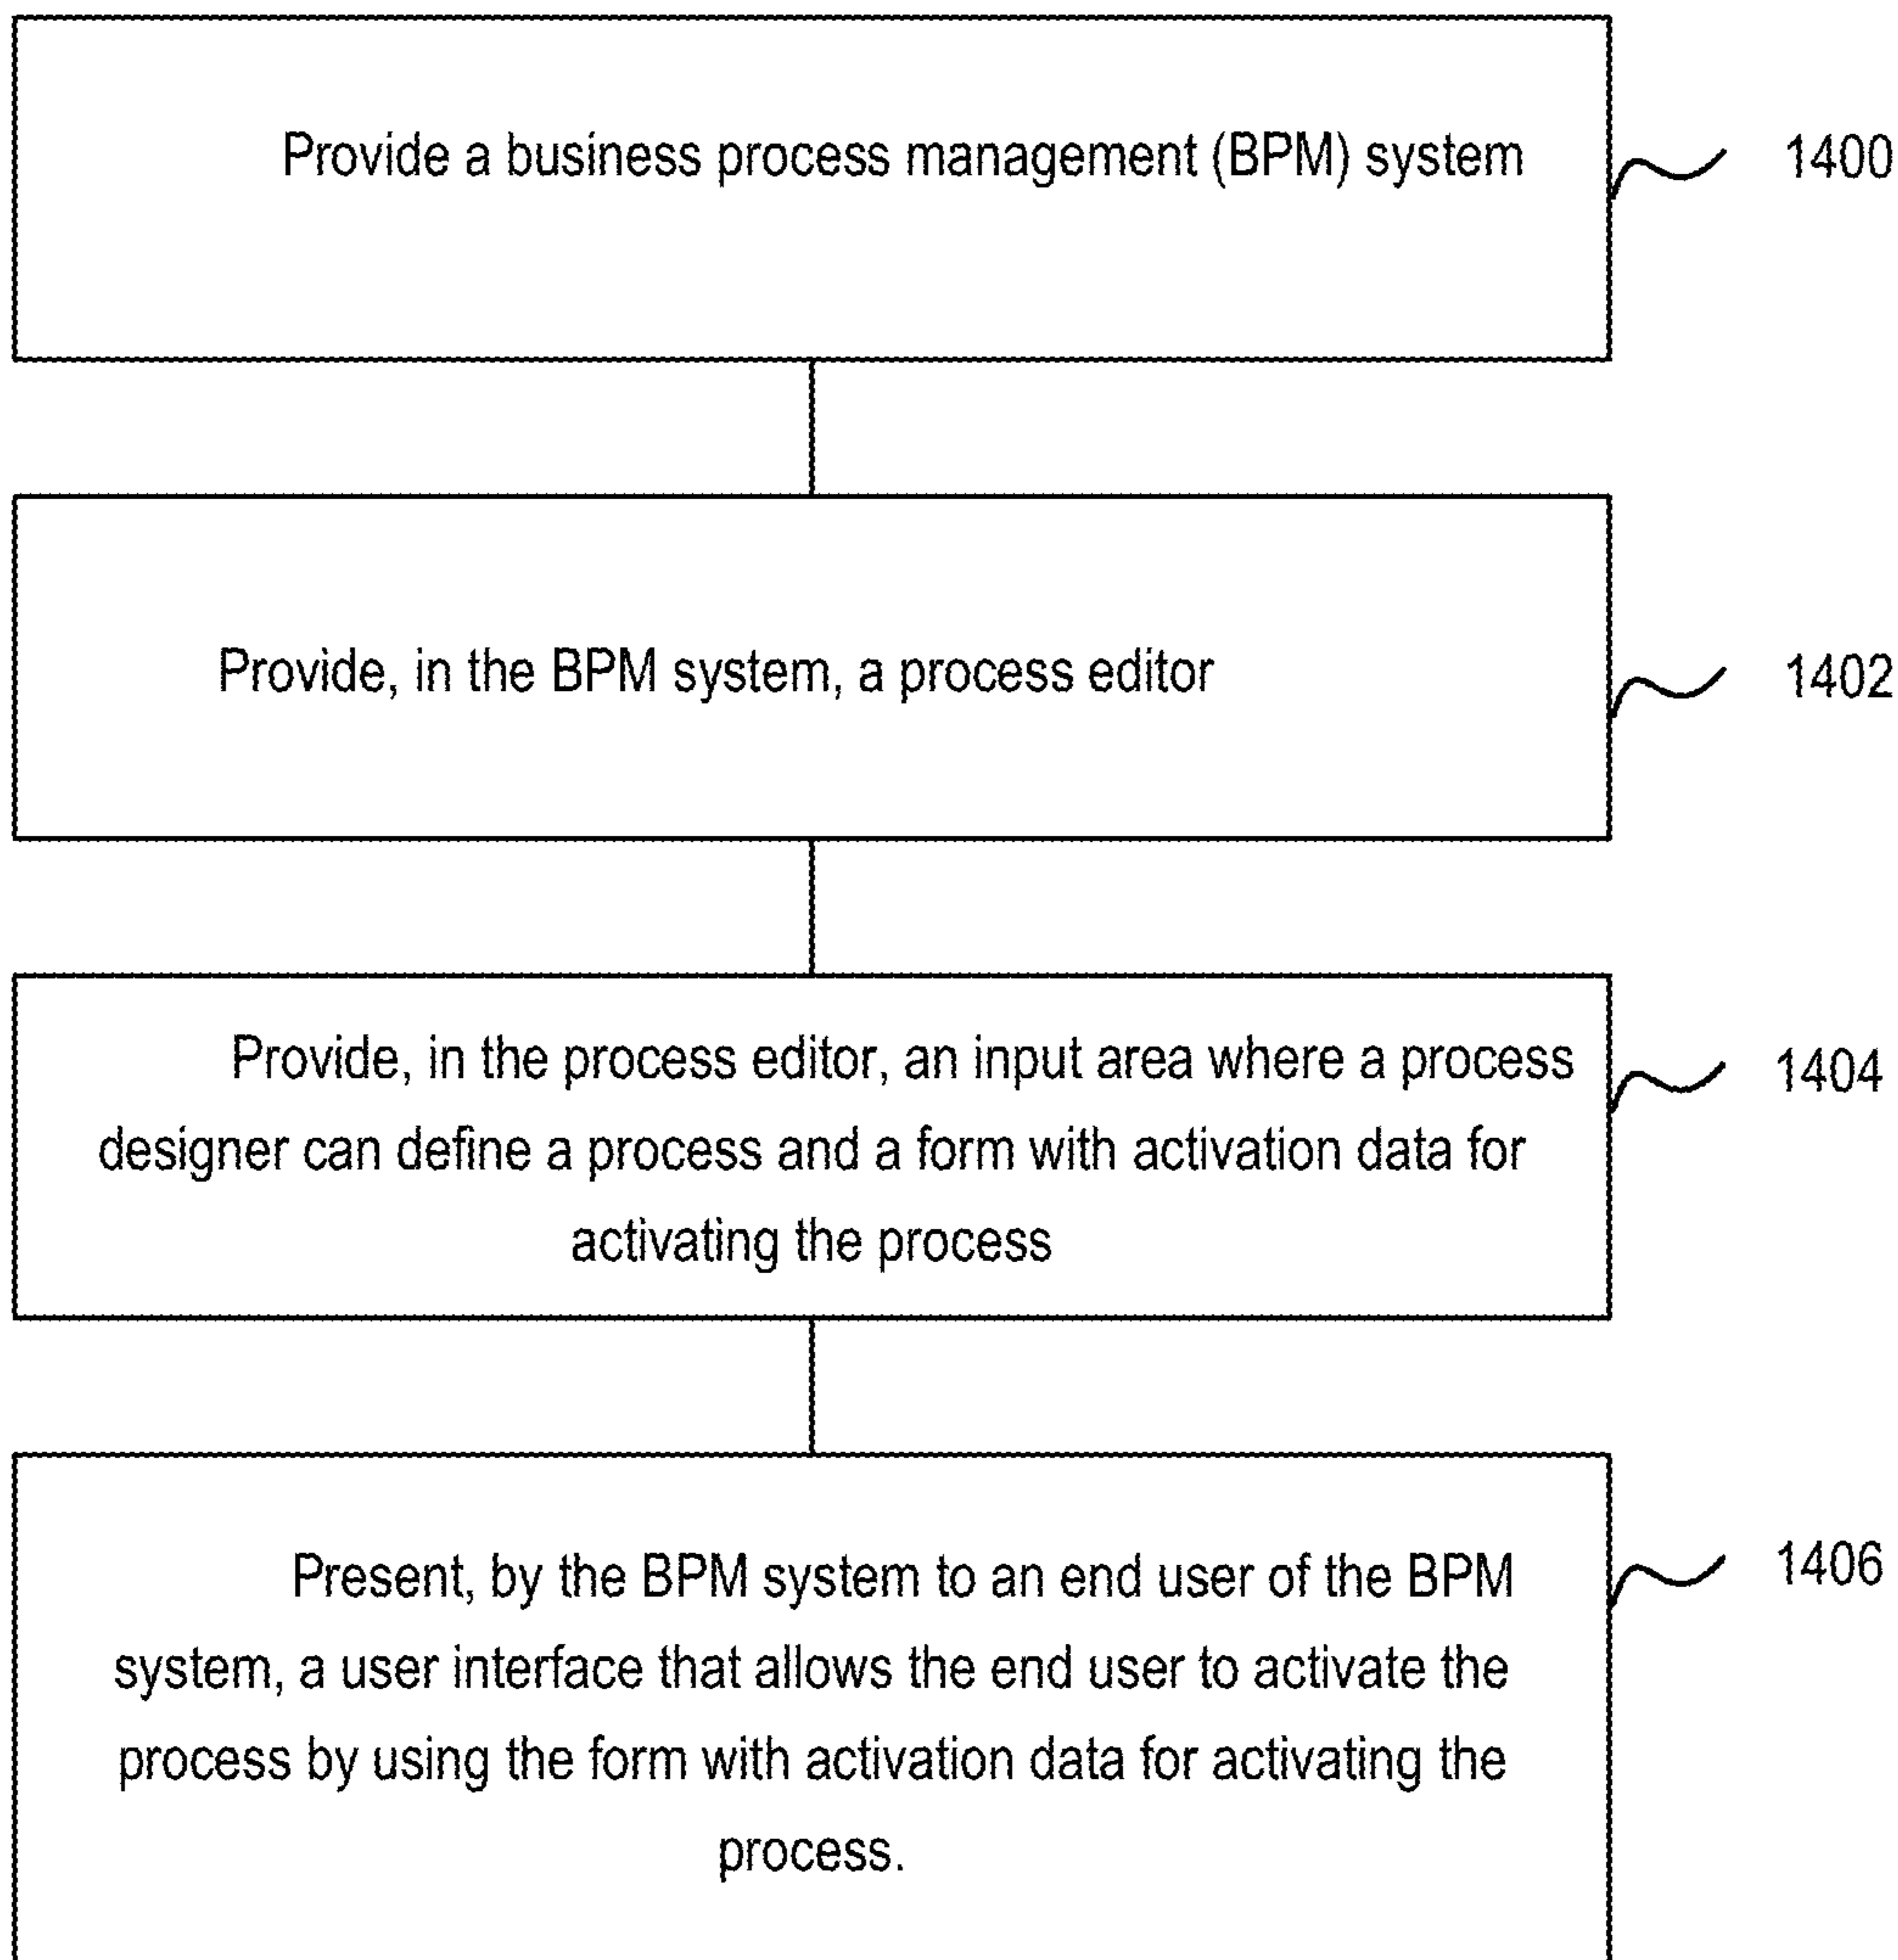 Provide a business process management (BPM) system
1400
Provide, in the BPM system, a process editor
1402
Provide, in the process editor, an input area where a process
designer can define a process and a form with activation data for
activating the process
1404
Present, by the BPM system to an end user of the BPM
system, a user interface that allows the end user to activate the
process by using the form with activation data for activating the
process.
1406